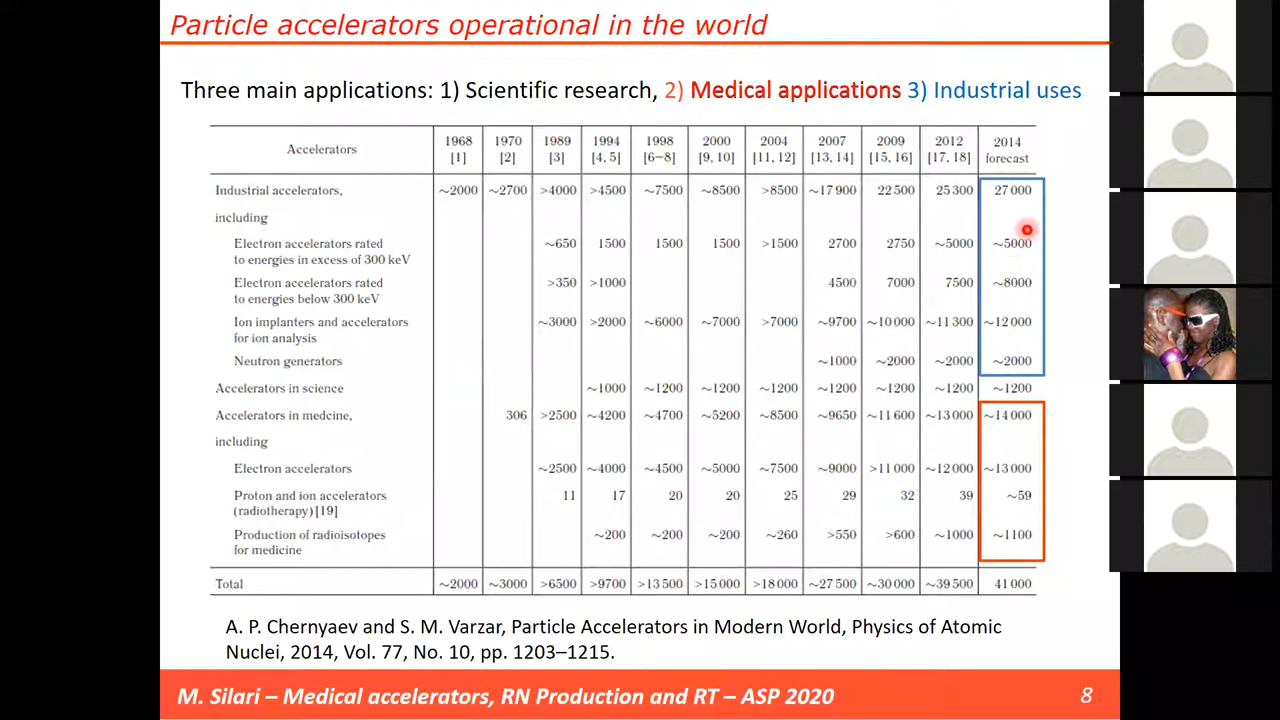 Particle accelerators operational in the world
Three main applications: 1) Scientific research, 2) Medical applications 3) Industrial uses
Accelerators 1968 [1] 1970 [2] 1989 [3] 1994 [4, 5] 1998 [6−8] 2000 [9, 10] 2004 [11, 12] 2007 [13, 14] 2009 [15, 16] 2012 [17, 18] 2014 forecast
Industrial accelerators, ~2000 ~2700 >4000 >4500 ~7500 ~8500 >8500 ~17 900 22 500 25 300 27 000
including
Electron accelerators rated
to energies in excess of 300 keV ~650 1500 1500 1500 >1500 2700 2750 ~5000 ~5000
Electron accelerators rated
to energies below 300 keV >350 >1000 4500 7000 7500 ~8000
Ion implanters and accelerators
for ion analysis ~3000 >2000 ~6000 ~7000 >7000 ~9700 ~10 000 ~11 300 ~12 000
Neutron generators ~1000 ~2000 ~2000 ~2000
Accelerators in science ~1000 ~1200 ~1200 ~1200 ~1200 ~1200 ~1200 ~1200
Accelerators in medcine, 306 >2500 ~4200 ~4700 ~5200 ~8500 ~9650 ~11 600 ~13 000 ~14 000
including
Electron accelerators ~2500 ~4000 ~4500 ~5000 ~7500 ~9000 >11 000 ~12 000 ~13 000
Proton and ion accelerators
(radiotherapy) [19] 11 17 20 20 25 29 32 39 ~59
Production of radioisotopes
for medicine ~200 ~200 ~200 ~260 >550 >600 ~1000 ~1100
Total ~2000 ~3000 >6500 >9700 >13 500 >15 000 >18 000 ~27 500 ~30 000 ~39 500 41 000
A. P. Chernyaev and S. M. Varzar, Particle Accelerators in Modern World, Physics of Atomic
Nuclei, 2014, Vol. 77, No. 10, pp. 1203–1215.
M. Silari – Medical accelerators, RN Production and RT – ASP 2020 8